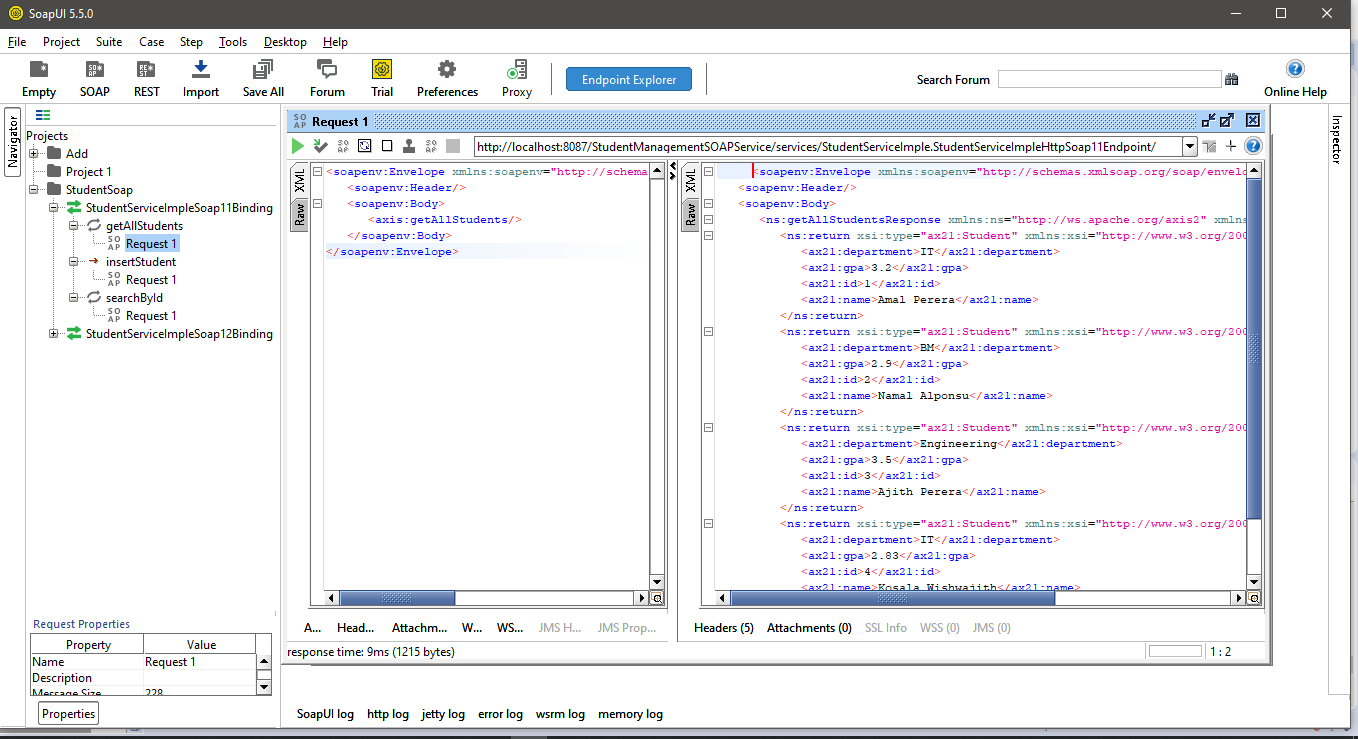 SoapUI 5.5.0
File Project Suite Case Step Tools Desktop Help
Empty SOAP REST Import Save All Forum Trial Preferences Proxy Endpoint Explorer Search Forum Online Help
Navigator
Projects
Add
Project 1
StudentSoap
StudentServiceImpleSoap11Binding
getAllStudents
Request 1
insertStudent
Request 1
searchById
Request 1
StudentServiceImpleSoap12Binding
Request Properties
Property Value
Name Request 1
Description
Message Size 228
Properties
SOAP Request 1
http://localhost:8087/StudentManagementSOAPService/services/StudentServiceImple.StudentServiceImpleHttpSoap11Endpoint/
XML
Raw
<soapenv:Envelope xmlns:soapenv="http://schema
<soapenv:Header/>
<soapenv:Body>
<axis:getAllStudents/>
</soapenv:Body>
</soapenv:Envelope>
A... Head... Attachm... W... WS... JMS H... JMS Prop...
XML
Raw
<soapenv:Envelope xmlns:soapenv="http://schemas.xmlsoap.org/soap/envelo
<soapenv:Header/>
<soapenv:Body>
<ns:getAllStudentsResponse xmlns:ns="http://ws.apache.org/axis2" xmlns
<ns:return xsi:type="ax21:Student" xmlns:xsi="http://www.w3.org/200
<ax21:department>IT</ax21:department>
<ax21:gpa>3.2</ax21:gpa>
<ax21:id>1</ax21:id>
<ax21:name>Amal Perera</ax21:name>
</ns:return>
<ns:return xsi:type="ax21:Student" xmlns:xsi="http://www.w3.org/200
<ax21:department>BM</ax21:department>
<ax21:gpa>2.9</ax21:gpa>
<ax21:id>2</ax21:id>
<ax21:name>Namal Alponsu</ax21:name>
</ns:return>
<ns:return xsi:type="ax21:Student" xmlns:xsi="http://www.w3.org/200
<ax21:department>Engineering</ax21:department>
<ax21:gpa>3.5</ax21:gpa>
<ax21:id>3</ax21:id>
<ax21:name>Ajith Perera</ax21:name>
</ns:return>
<ns:return xsi:type="ax21:Student" xmlns:xsi="http://www.w3.org/200
<ax21:department>IT</ax21:department>
<ax21:gpa>2.83</ax21:gpa>
<ax21:id>4</ax21:id>
<ax21:name>Kosala Wishwajith</ax21:name>
Headers (5) Attachments (0) SSL Info WSS (0) JMS (0)
response time: 9ms (1215 bytes) 1 : 2
Inspector
SoapUI log http log jetty log error log wsrm log memory log